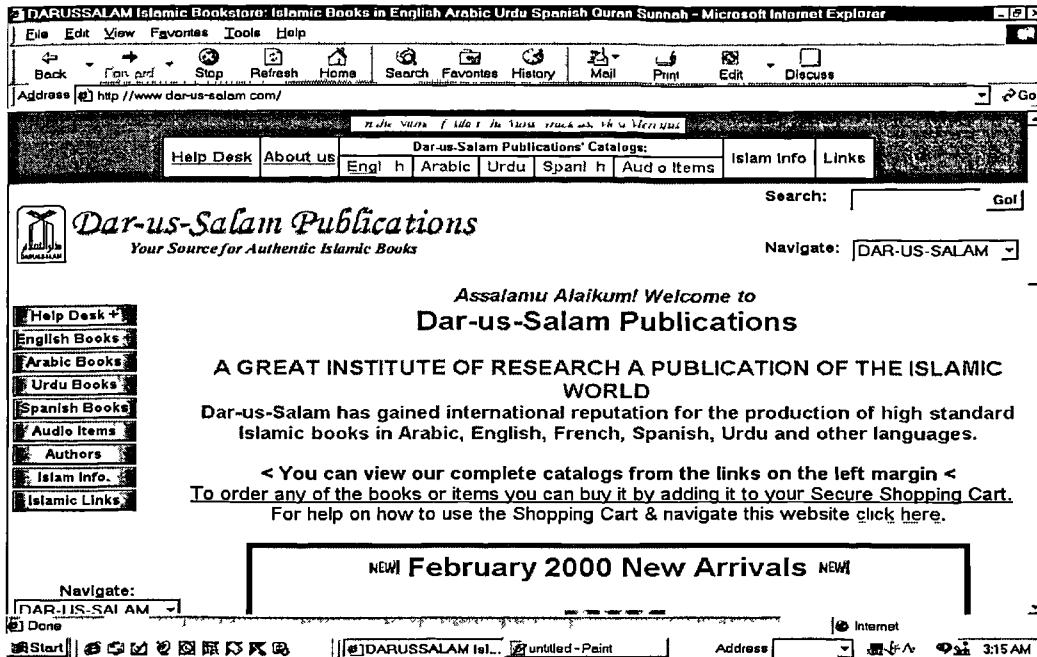 DARUSSALAM Islamic Bookstore: Islamic Books in English Arabic Urdu Spanish Quran Sunnah - Microsoft Internet Explorer
File Edit View Favorites Tools Help
Back Forward Stop Refresh Home Search Favorites History Mail Print Edit Discuss
Address http //www dar-us-salam com/ Go
Help Desk About us Dar-us-Salam Publications' Catalogs: Islam Info Links
Engl h Arabic Urdu Spani h Aud o Items
Search: Go!
Dar-us-Salam Publications
Your Source for Authentic Islamic Books
Navigate: DAR-US-SALAM
Assalamu Alaikum! Welcome to
Dar-us-Salam Publications
Help Desk +
English Books +
Arabic Books
Urdu Books
Spanish Books
Audio Items
Authors
Islam Info.
Islamic Links
A GREAT INSTITUTE OF RESEARCH A PUBLICATION OF THE ISLAMIC
WORLD
Dar-us-Salam has gained international reputation for the production of high standard
Islamic books in Arabic, English, French, Spanish, Urdu and other languages.
< You can view our complete catalogs from the links on the left margin <
To order any of the books or items you can buy it by adding it to your Secure Shopping Cart.
For help on how to use the Shopping Cart & navigate this website click here.
NEW! February 2000 New Arrivals NEW!
Navigate:
DAR-US-SALAM
Done Internet
Start DARUSSALAM Isl... untitled - Paint Address 3:15 AM